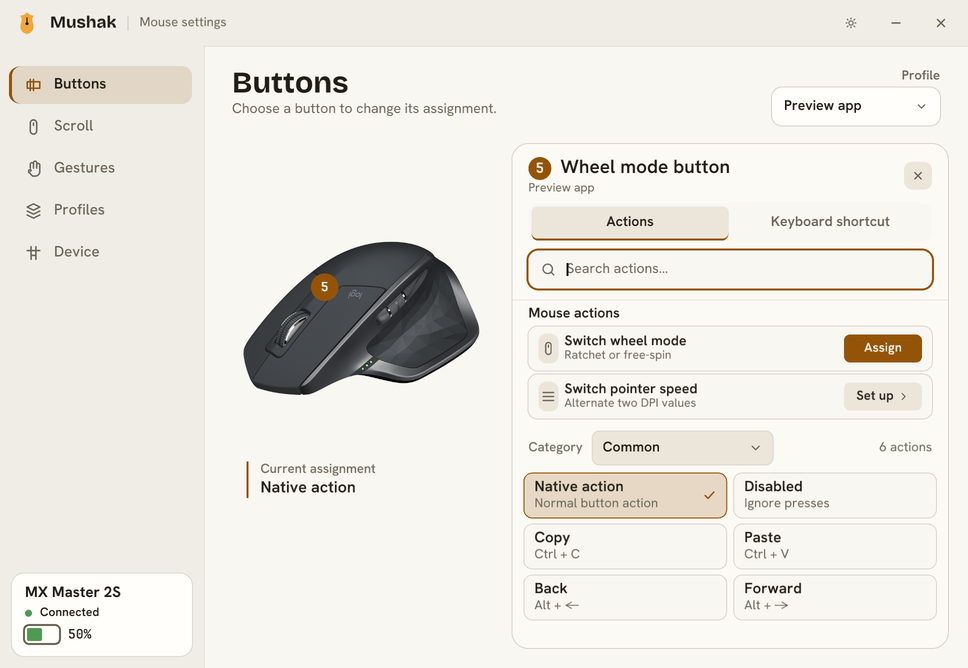 Mushak
Mouse settings
Buttons
Scroll
Gestures
Profiles
Device
MX Master 2S
Connected
50%
Buttons
Choose a button to change its assignment.
Profile
Preview app
5
logi
Current assignment
Native action
5 Wheel mode button
Preview app
Actions
Keyboard shortcut
Search actions...
Mouse actions
Switch wheel mode
Ratchet or free-spin
Assign
Switch pointer speed
Alternate two DPI values
Set up
Category
Common
6 actions
Native action
Normal button action
Disabled
Ignore presses
Copy
Ctrl + C
Paste
Ctrl + V
Back
Alt + ←
Forward
Alt + →